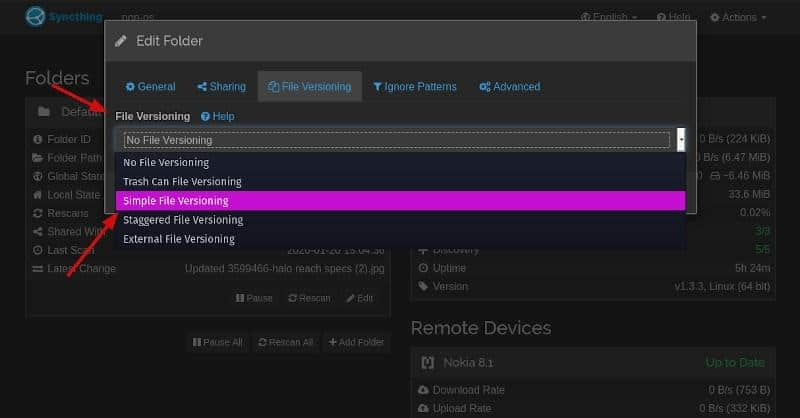 Syncthing pop-os English Help Actions
Edit Folder
General Sharing File Versioning Ignore Patterns Advanced
File Versioning Help
No File Versioning
No File Versioning
Trash Can File Versioning
Simple File Versioning
Staggered File Versioning
External File Versioning
Folders
Default
Folder ID
Folder Path
Global State
Local State
Rescans
Shared With
Last Scan 2020-01-20 15:04:36
Latest Change Updated 3599466-halo reach specs (2).jpg
Pause Rescan Edit
Pause All Rescan All Add Folder
0 B/s (224 KiB)
0 B/s (6.47 MiB)
0 ~6.46 MiB
33.6 MiB
0.02%
3/3
Discovery 5/5
Uptime 5h 24m
Version v1.3.3, Linux (64 bit)
Remote Devices
Nokia 8.1 Up to Date
Download Rate 0 B/s (753 B)
Upload Rate 0 B/s (332 KiB)